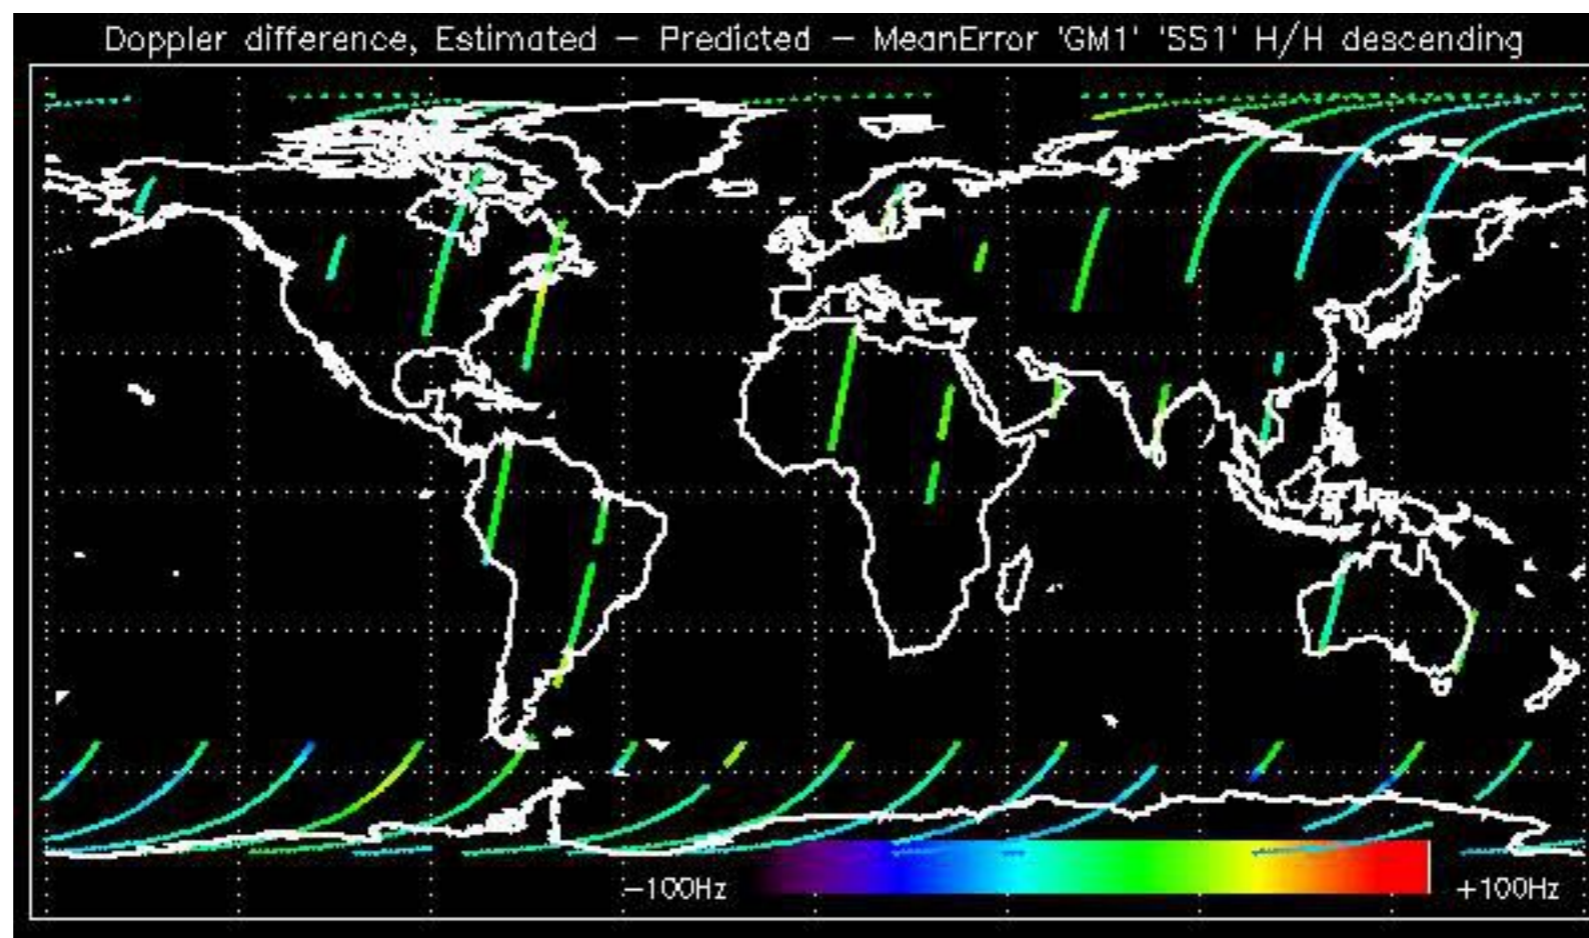 Doppler difference, Estimated – Predicted – MeanError 'GM1' 'SS1' H/H descending
–100Hz +100Hz